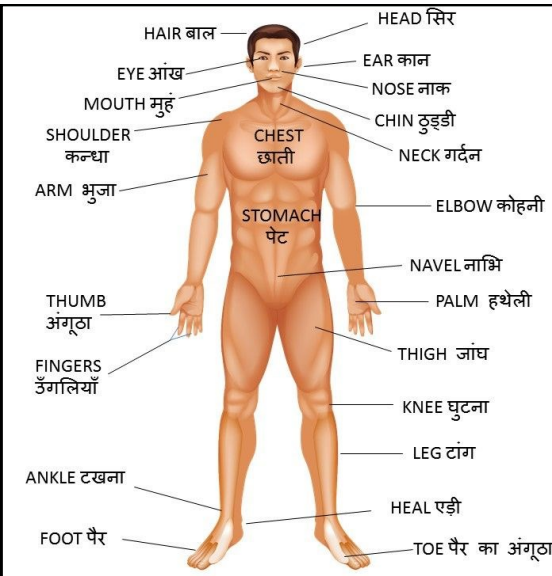 HEAD सिर
HAIR बाल
EAR कान
EYE आंख
NOSE नाक
MOUTH मुहं
CHIN ठुड्डी
SHOULDER
कन्धा
CHEST
छाती
NECK गर्दन
ARM भुजा
ELBOW कोहनी
STOMACH
पेट
NAVEL नाभि
THUMB
अंगूठा
PALM हथेली
FINGERS
उँगलियाँ
THIGH जांघ
KNEE घुटना
LEG टांग
ANKLE टखना
HEAL एड़ी
FOOT पैर
TOE पैर का अंगूठा